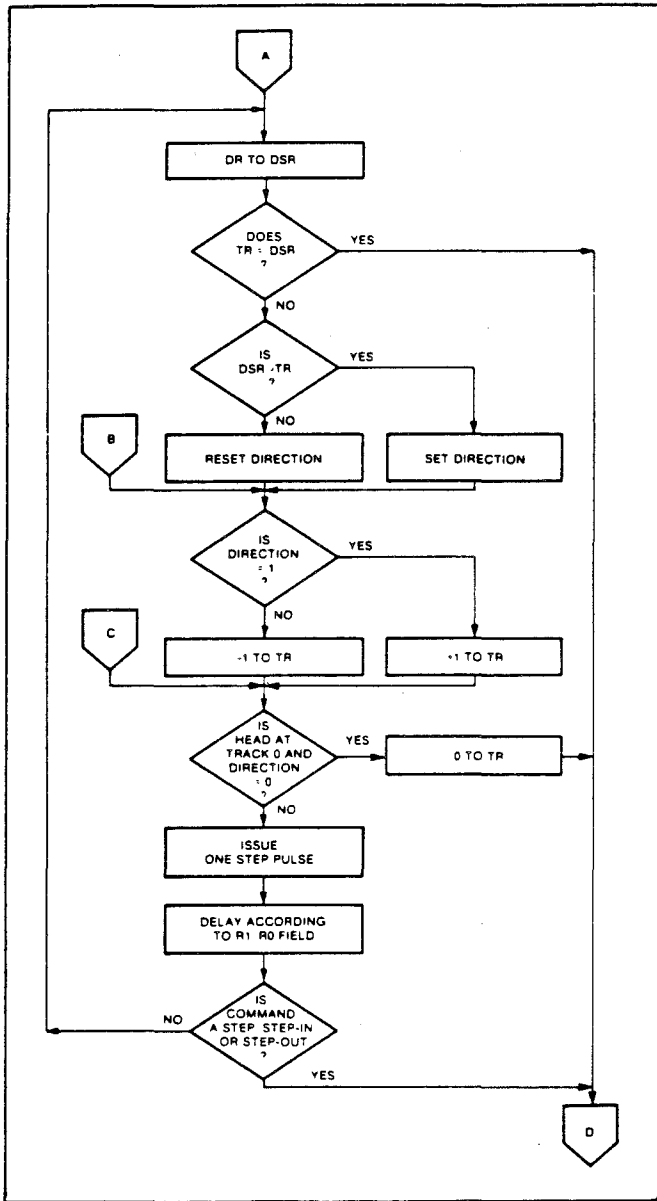 A
DR TO DSR
DOES
TR = DSR
?
YES
NO
IS
DSR >TR
?
YES
NO
B
RESET DIRECTION
SET DIRECTION
IS
DIRECTION
= 1
?
YES
NO
C
-1 TO TR
+1 TO TR
IS
HEAD AT
TRACK 0 AND
DIRECTION
= 0
?
YES
0 TO TR
NO
ISSUE
ONE STEP PULSE
DELAY ACCORDING
TO R1 R0 FIELD
IS
COMMAND
A STEP STEP-IN
OR STEP-OUT
?
NO
YES
D